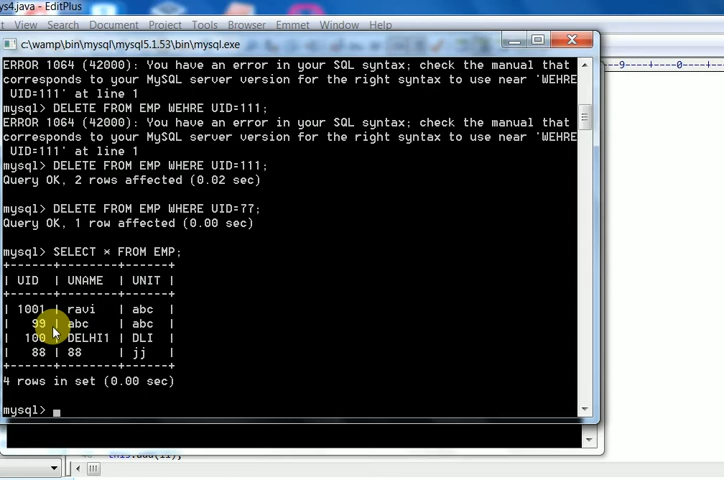 ys4.java - EditPlus
View Search Document Project Tools Browser Emmet Window Help
c:\wamp\bin\mysql\mysql5.1.53\bin\mysql.exe
--9----+----0----+----
ERROR 1064 (42000): You have an error in your SQL syntax; check the manual that
corresponds to your MySQL server version for the right syntax to use near 'WEHRE
UID=111' at line 1
mysql> DELETE FROM EMP WEHRE UID=111;
ERROR 1064 (42000): You have an error in your SQL syntax; check the manual that
corresponds to your MySQL server version for the right syntax to use near 'WEHRE
UID=111' at line 1
mysql> DELETE FROM EMP WHERE UID=111;
Query OK, 2 rows affected (0.02 sec)
mysql> DELETE FROM EMP WHERE UID=77;
Query OK, 1 row affected (0.00 sec)
mysql> SELECT * FROM EMP;
+------+--------+------+
| UID | UNAME | UNIT |
+------+--------+------+
| 1001 | ravi | abc |
| 99 | abc | abc |
| 100 | DELHI1 | DLI |
| 88 | 88 | jj |
+------+--------+------+
4 rows in set (0.00 sec)
mysql>